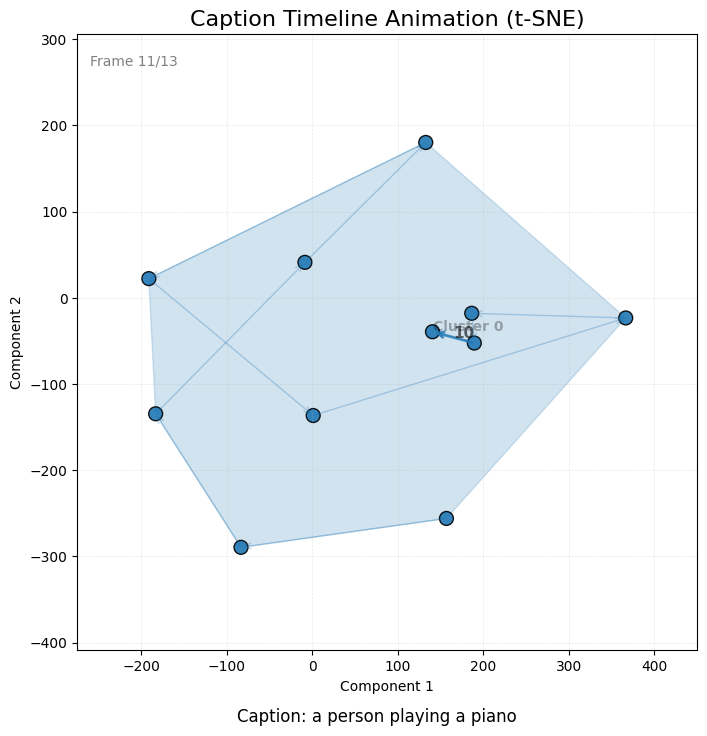 Caption Timeline Animation (t-SNE)
Frame 11/13
300
200
100
0
−100
−200
−300
−400
Component 2
Cluster 0
10
−200
−100
0
100
200
300
400
Component 1
Caption: a person playing a piano